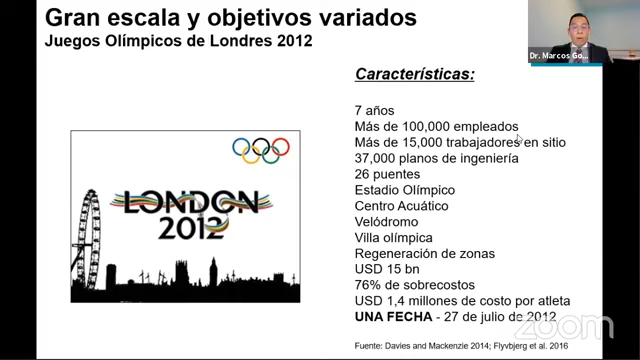 Gran escala y objetivos variados
Juegos Olímpicos de Londres 2012
Dr. Marcos Go...
Características:
7 años
Más de 100,000 empleados
Más de 15,000 trabajadores en sitio
37,000 planos de ingeniería
26 puentes
Estadio Olímpico
Centro Acuático
Velódromo
Villa olímpica
Regeneración de zonas
USD 15 bn
76% de sobrecostos
USD 1,4 millones de costo por atleta
UNA FECHA - 27 de julio de 2012
LONDON
2012
zoom
Fuente: Davies and Mackenzie 2014; Flyvbjerg et al. 2016